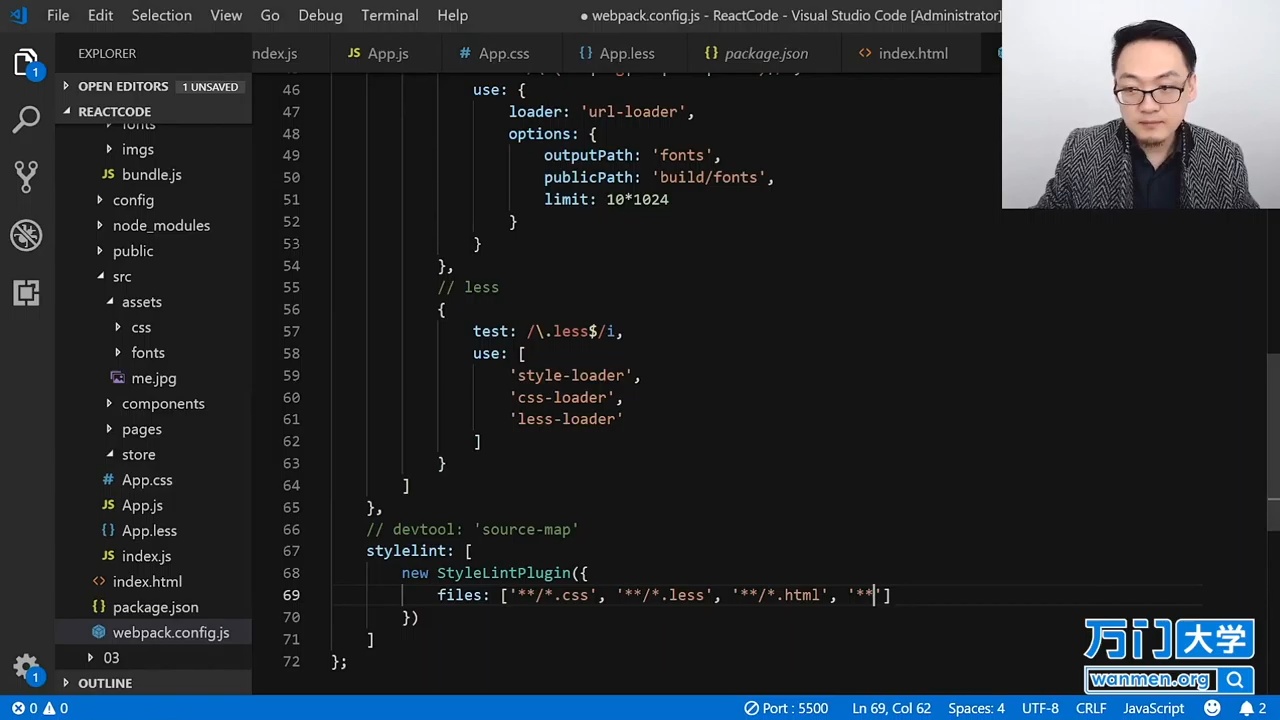 File Edit Selection View Go Debug Terminal Help ● webpack.config.js - ReactCode - Visual Studio Code [Administrator]
EXPLORER
OPEN EDITORS 1 UNSAVED
REACTCODE
fonts
imgs
bundle.js
config
node_modules
public
src
assets
css
fonts
me.jpg
components
pages
store
App.css
App.js
App.less
index.js
index.html
package.json
webpack.config.js
03
OUTLINE
1
1
ndex.js JS App.js # App.css {} App.less {} package.json <> index.html
46 use: {
47 loader: 'url-loader',
48 options: {
49 outputPath: 'fonts',
50 publicPath: 'build/fonts',
51 limit: 10*1024
52 }
53 }
54 },
55 // less
56 {
57 test: /\.less$/i,
58 use: [
59 'style-loader',
60 'css-loader',
61 'less-loader'
62 ]
63 }
64 ]
65 },
66 // devtool: 'source-map'
67 stylelint: [
68 new StyleLintPlugin({
69 files: ['**/*.css', '**/*.less', '**/*.html', '**']
70 })
71 ]
72 };
万门大学
wanmen.org
0 0 Port : 5500 Ln 69, Col 62 Spaces: 4 UTF-8 CRLF JavaScript 2